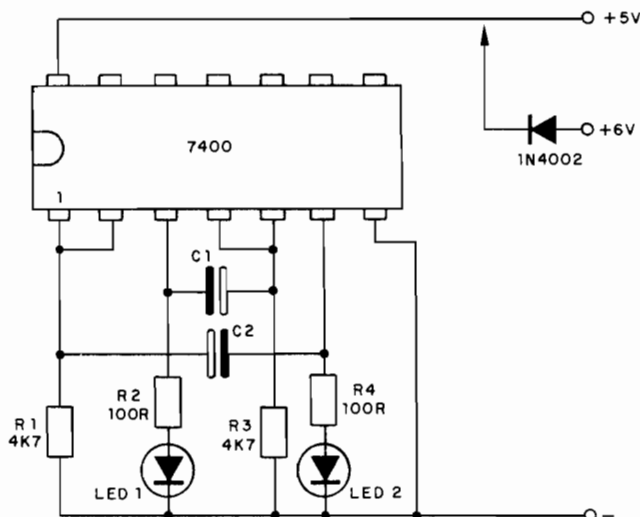 +5V
+6V
1N4002
7400
1
C1
C2
R1
4K7
R2
100R
R3
4K7
R4
100R
LED 1
LED 2
–